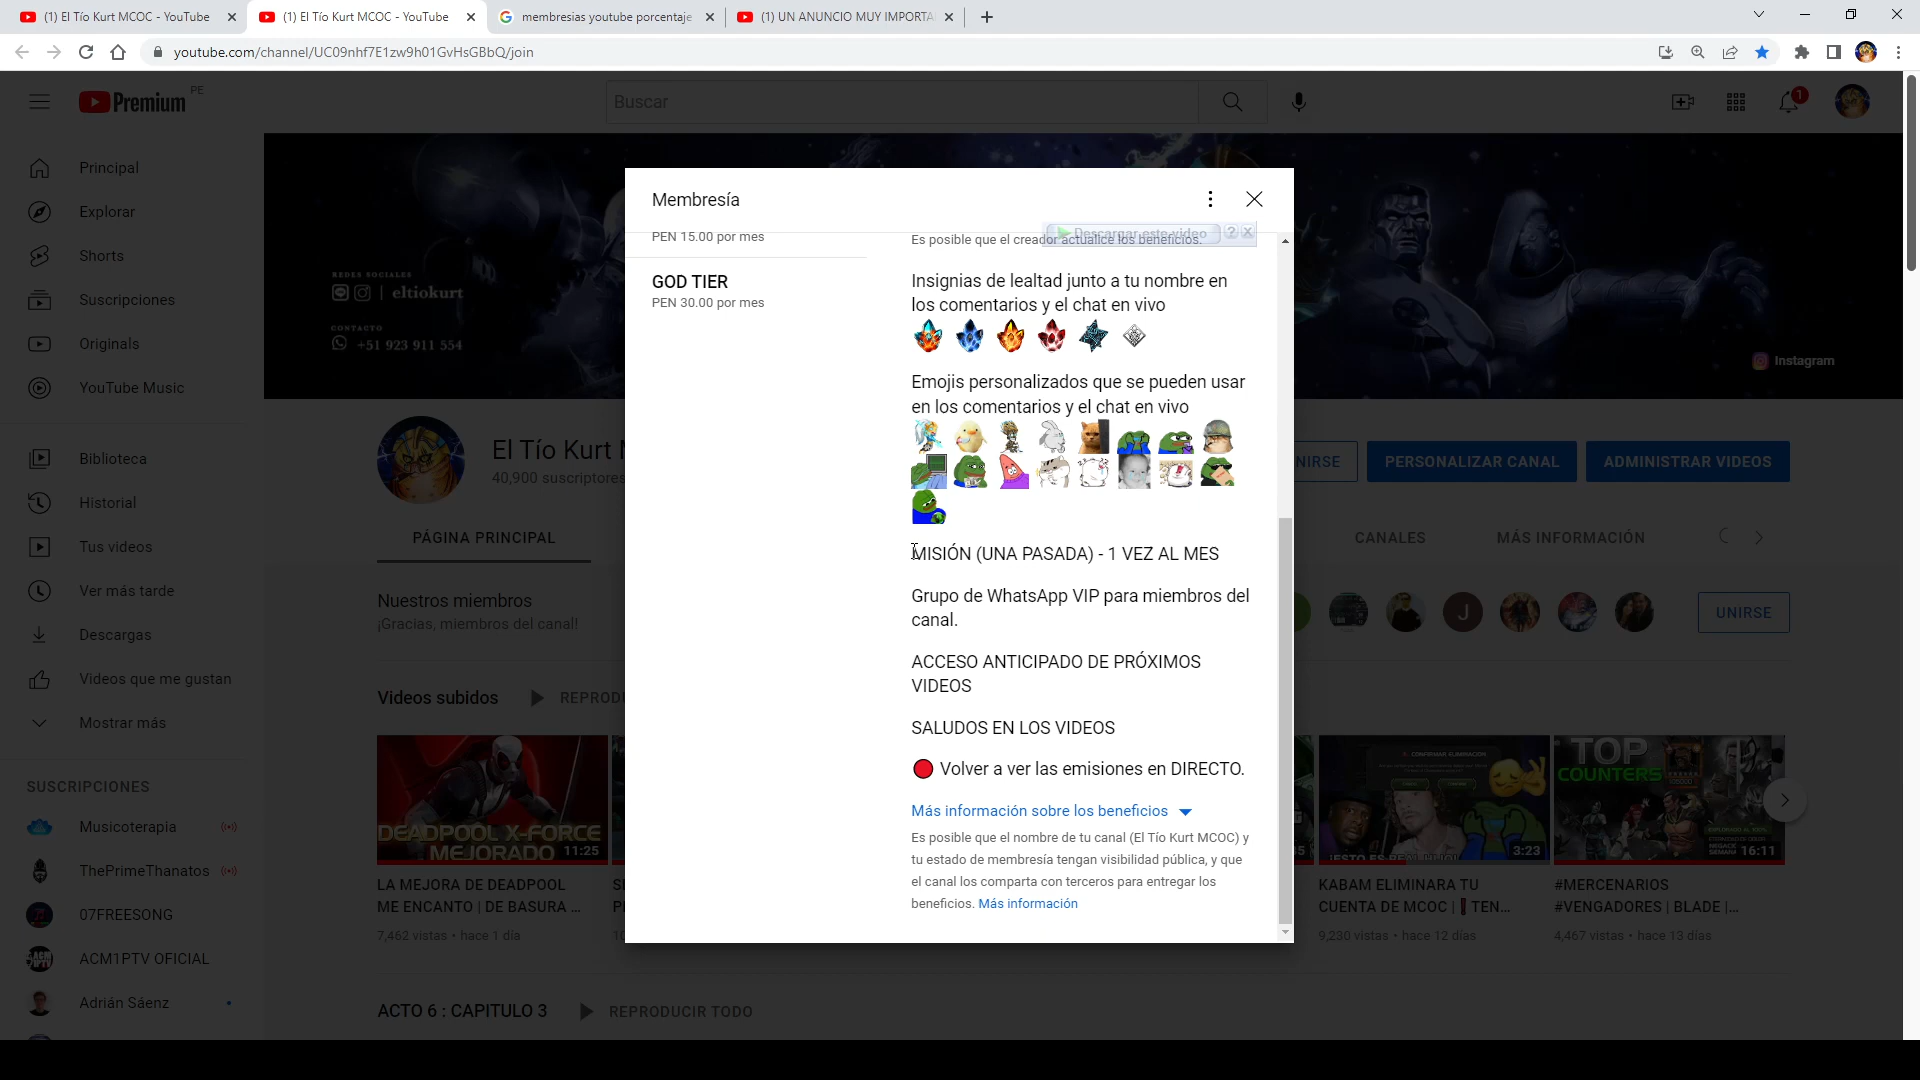 (1) El Tío Kurt MCOC - YouTube
(1) El Tío Kurt MCOC - YouTube
membresias youtube porcentaje
(1) UN ANUNCIO MUY IMPORTA
youtube.com/channel/UC09nhf7E1zw9h01GvHsGBbQ/join
Premium PE
Buscar
1
Principal
Explorar
Shorts
Suscripciones
Originals
YouTube Music
Biblioteca
Historial
Tus videos
Ver más tarde
Descargas
Videos que me gustan
Mostrar más
SUSCRIPCIONES
Musicoterapia
ThePrimeThanatos
07FREESONG
ACM1PTV OFICIAL
Adrián Sáenz
REDES SOCIALES
eltiokurt
CONTACTO
+51 923 911 554
Instagram
El Tío Kurt M
40,900 suscriptores
NIRSE
PERSONALIZAR CANAL
ADMINISTRAR VIDEOS
PÁGINA PRINCIPAL
CANALES
MÁS INFORMACIÓN
Nuestros miembros
¡Gracias, miembros del canal!
J
UNIRSE
Videos subidos
REPRODU
DEADPOOL X-FORCE
MEJORADO
11:25
LA MEJORA DE DEADPOOL
ME ENCANTO | DE BASURA ...
7,462 vistas • hace 1 día
CONFIRMAR ELIMINACION
3:23
KABAM ELIMINARA TU
CUENTA DE MCOC | TEN...
9,230 vistas • hace 12 días
TOP
COUNTERS
16:11
#MERCENARIOS
#VENGADORES | BLADE |...
4,467 vistas • hace 13 días
ACTO 6 : CAPITULO 3
REPRODUCIR TODO
Membresía
Descargar este video ? x
PEN 15.00 por mes
GOD TIER
PEN 30.00 por mes
Es posible que el creador actualice los beneficios.
Insignias de lealtad junto a tu nombre en
los comentarios y el chat en vivo
Emojis personalizados que se pueden usar
en los comentarios y el chat en vivo
MISIÓN (UNA PASADA) - 1 VEZ AL MES
Grupo de WhatsApp VIP para miembros del
canal.
ACCESO ANTICIPADO DE PRÓXIMOS
VIDEOS
SALUDOS EN LOS VIDEOS
Volver a ver las emisiones en DIRECTO.
Más información sobre los beneficios
Es posible que el nombre de tu canal (El Tío Kurt MCOC) y
tu estado de membresía tengan visibilidad pública, y que
el canal los comparta con terceros para entregar los
beneficios. Más información